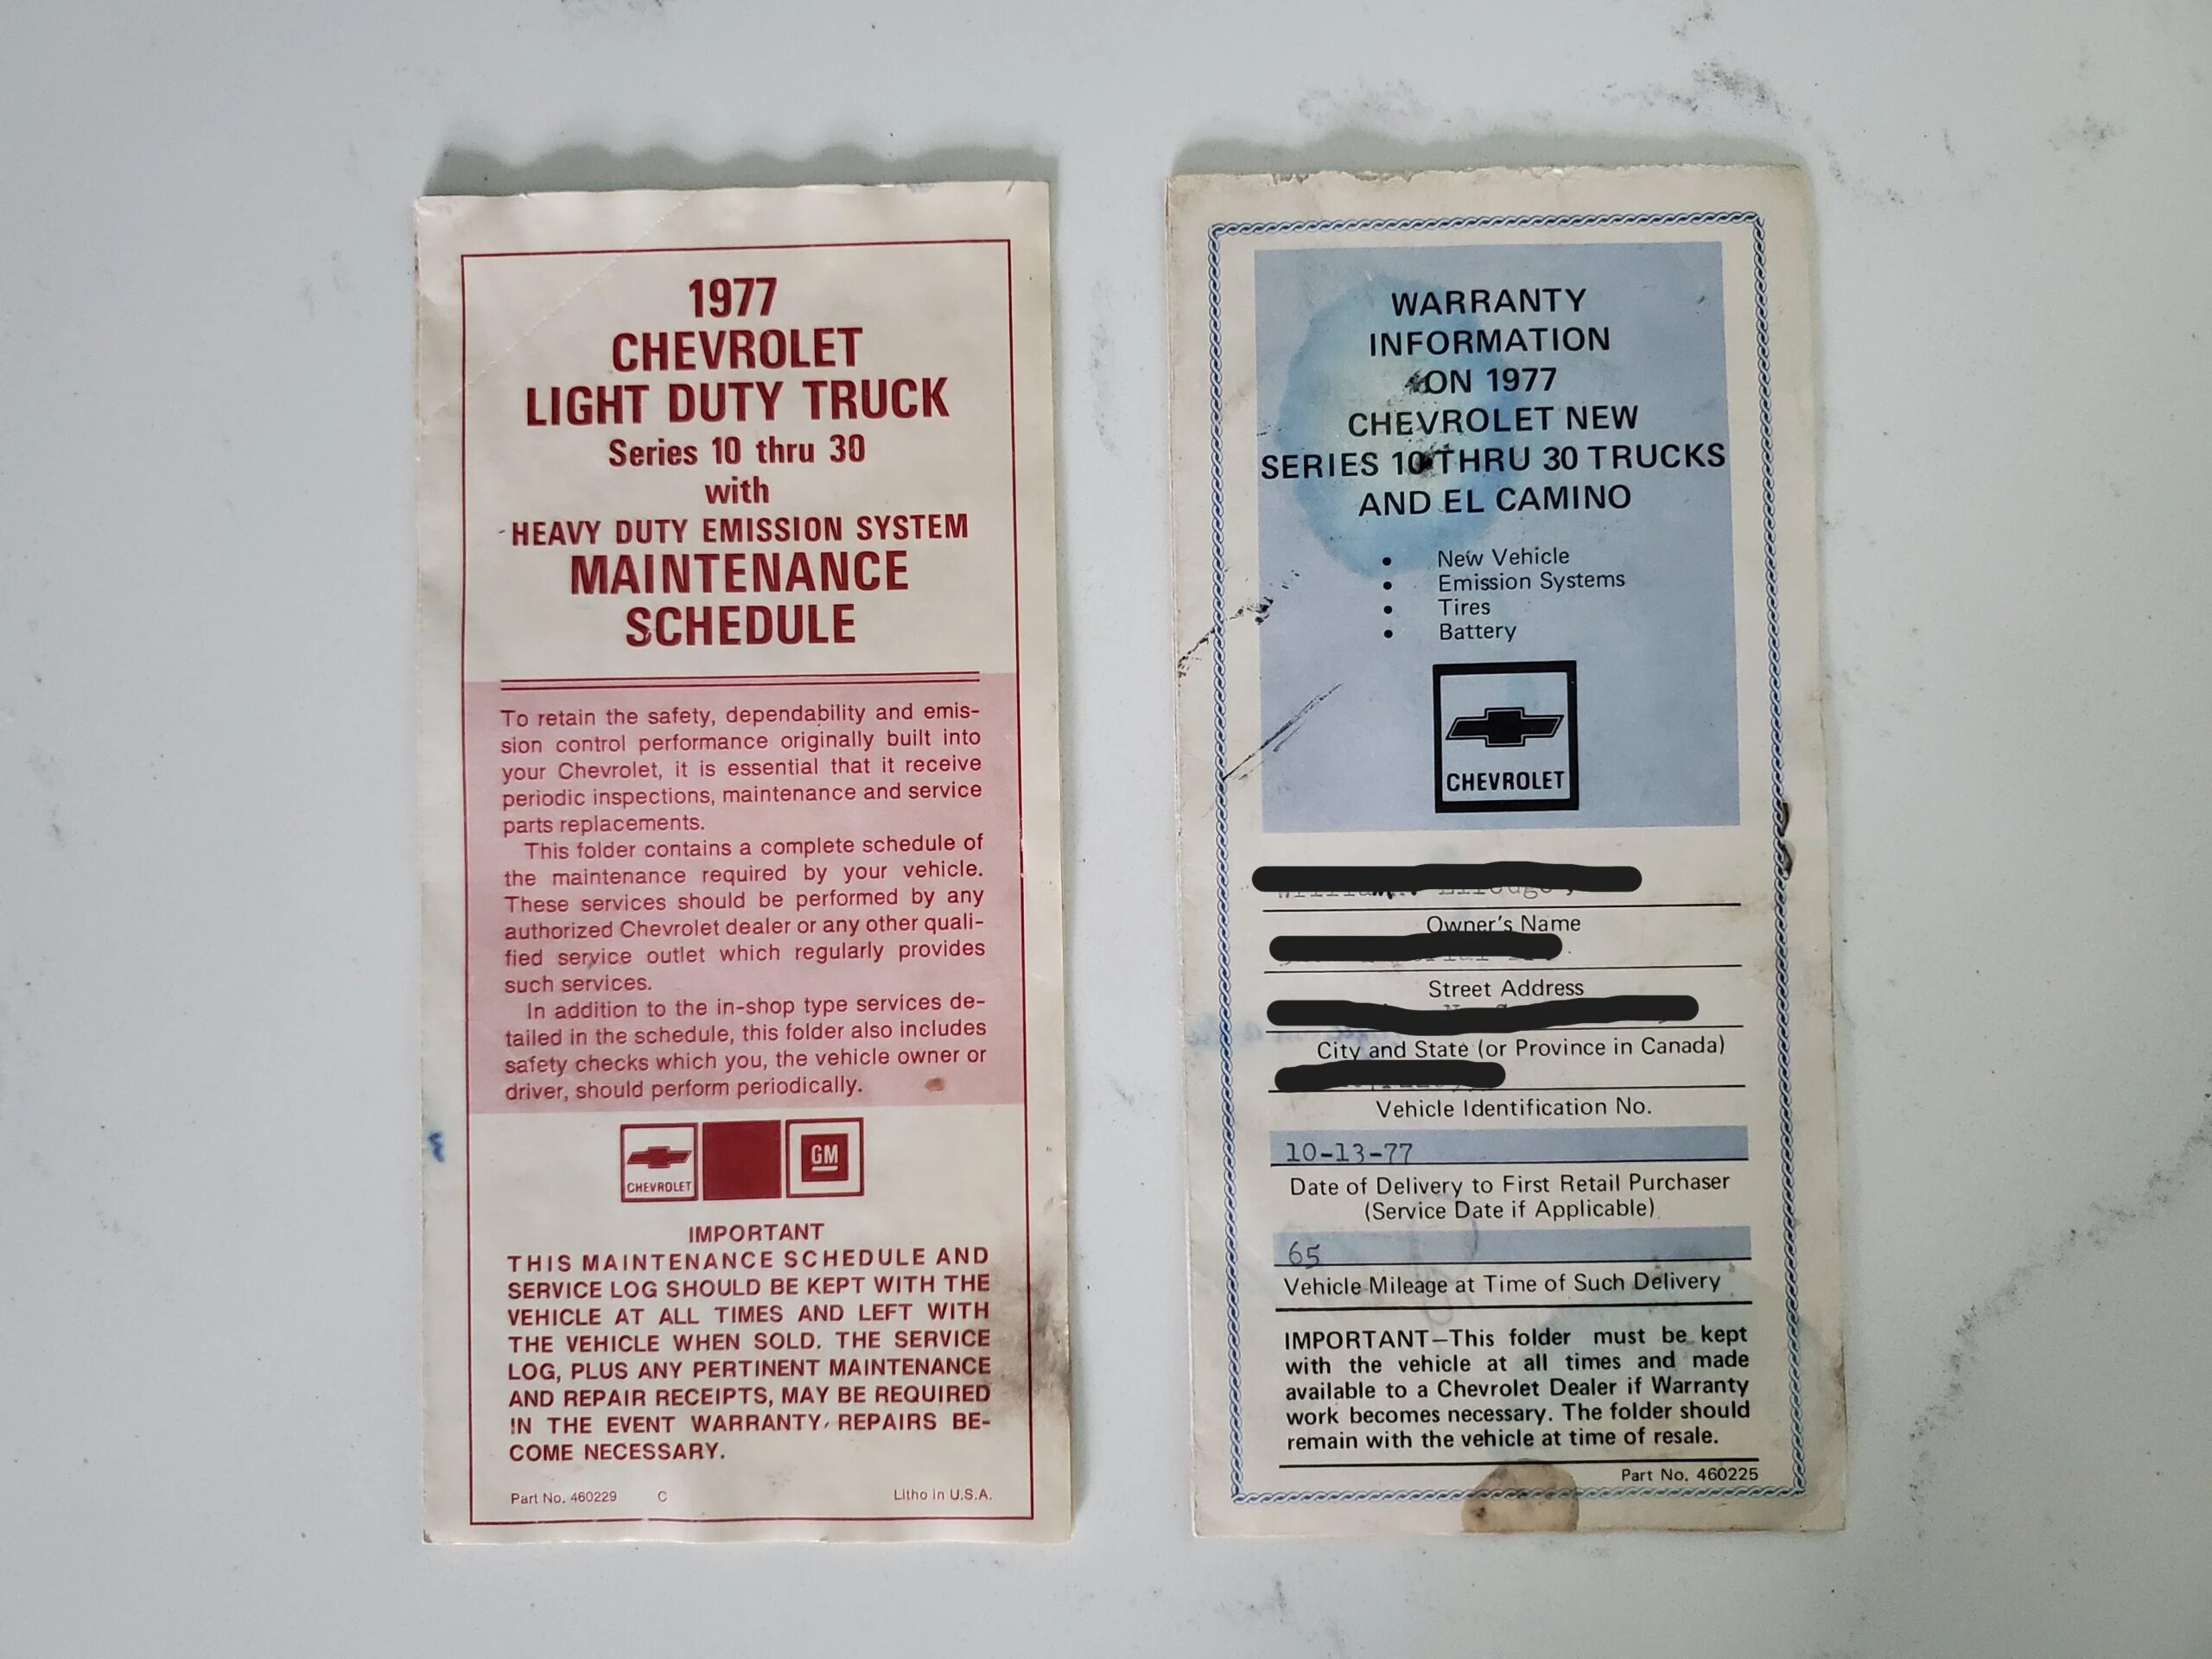 1977
CHEVROLET
LIGHT DUTY TRUCK
Series 10 thru 30
with
HEAVY DUTY EMISSION SYSTEM
MAINTENANCE
SCHEDULE
To retain the safety, dependability and emis-
sion control performance originally built into
your Chevrolet, it is essential that it receive
periodic inspections, maintenance and service
parts replacements.
This folder contains a complete schedule of
the maintenance required by your vehicle.
These services should be performed by any
authorized Chevrolet dealer or any other quali-
fied service outlet which regularly provides
such services.
In addition to the in-shop type services de-
tailed in the schedule, this folder also includes
safety checks which you, the vehicle owner or
driver, should perform periodically.
CHEVROLET GM
IMPORTANT
THIS MAINTENANCE SCHEDULE AND
SERVICE LOG SHOULD BE KEPT WITH THE
VEHICLE AT ALL TIMES AND LEFT WITH
THE VEHICLE WHEN SOLD. THE SERVICE
LOG, PLUS ANY PERTINENT MAINTENANCE
AND REPAIR RECEIPTS, MAY BE REQUIRED
IN THE EVENT WARRANTY REPAIRS BE-
COME NECESSARY.
Part No. 460229 C Litho in U.S.A.
WARRANTY
INFORMATION
ON 1977
CHEVROLET NEW
SERIES 10 THRU 30 TRUCKS
AND EL CAMINO
• New Vehicle
• Emission Systems
• Tires
• Battery
CHEVROLET
Owner's Name
Street Address
City and State (or Province in Canada)
Vehicle Identification No.
10-13-77
Date of Delivery to First Retail Purchaser
(Service Date if Applicable)
65
Vehicle Mileage at Time of Such Delivery
IMPORTANT—This folder must be kept
with the vehicle at all times and made
available to a Chevrolet Dealer if Warranty
work becomes necessary. The folder should
remain with the vehicle at time of resale.
Part No. 460225